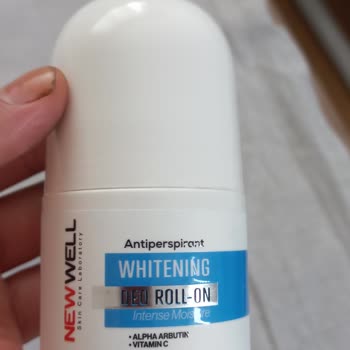 NEWWELL
Skin Care Laboratory
Antiperspirant
WHITENING
DEO ROLL-ON
Intense Moisture
• ALPHA ARBUTIN
• VITAMIN C